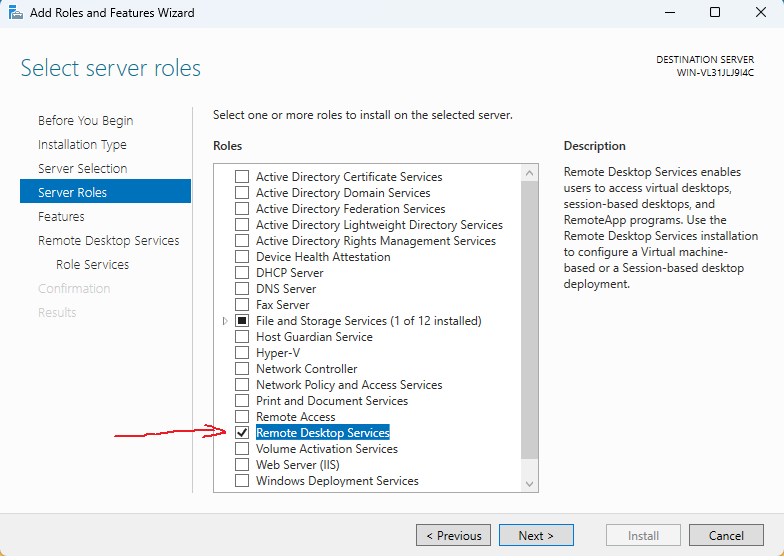 Add Roles and Features Wizard
Select server roles
DESTINATION SERVER
WIN-VL31JLJ9I4C
Before You Begin
Installation Type
Server Selection
Server Roles
Features
Remote Desktop Services
Role Services
Confirmation
Results
Select one or more roles to install on the selected server.
Roles
Active Directory Certificate Services
Active Directory Domain Services
Active Directory Federation Services
Active Directory Lightweight Directory Services
Active Directory Rights Management Services
Device Health Attestation
DHCP Server
DNS Server
Fax Server
File and Storage Services (1 of 12 installed)
Host Guardian Service
Hyper-V
Network Controller
Network Policy and Access Services
Print and Document Services
Remote Access
Remote Desktop Services
Volume Activation Services
Web Server (IIS)
Windows Deployment Services
Description
Remote Desktop Services enables
users to access virtual desktops,
session-based desktops, and
RemoteApp programs. Use the
Remote Desktop Services installation
to configure a Virtual machine-
based or a Session-based desktop
deployment.
< Previous
Next >
Install
Cancel